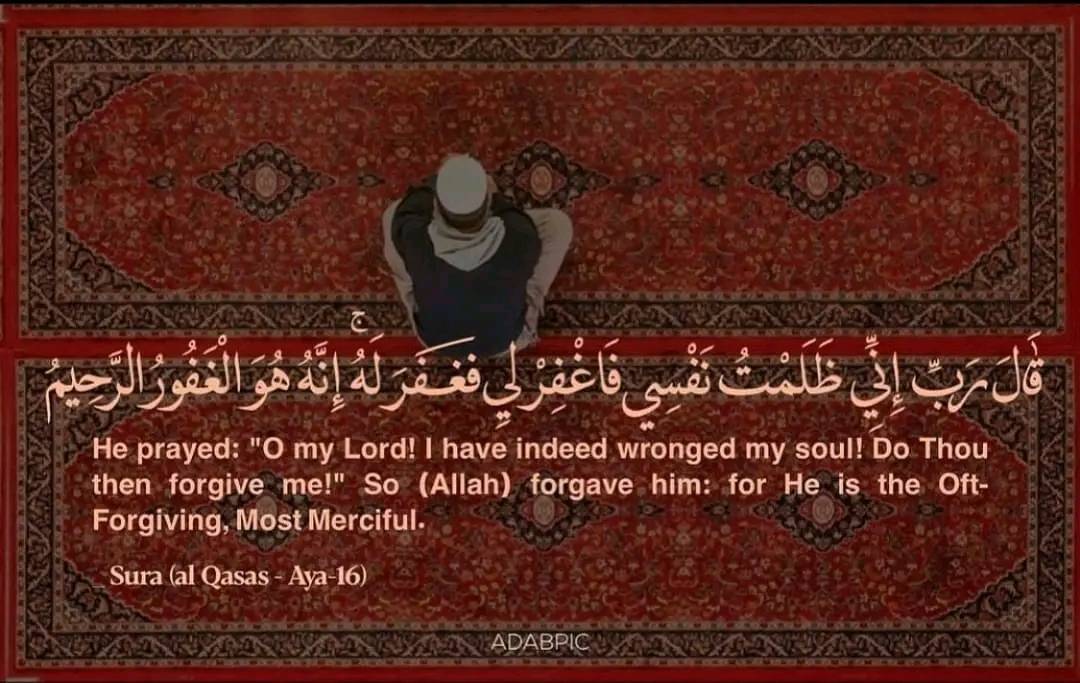 قَالَ رَبِّ إِنِّي ظَلَمْتُ نَفْسِي فَاغْفِرْ لِي فَغَفَرَ لَهُ ۚ إِنَّهُ هُوَ الْغَفُورُ الرَّحِيمُ
He prayed: "O my Lord! I have indeed wronged my soul! Do Thou
then forgive me!" So (Allah) forgave him: for He is the Oft-
Forgiving, Most Merciful.
Sura (al Qasas - Aya-16)
ADABPIC